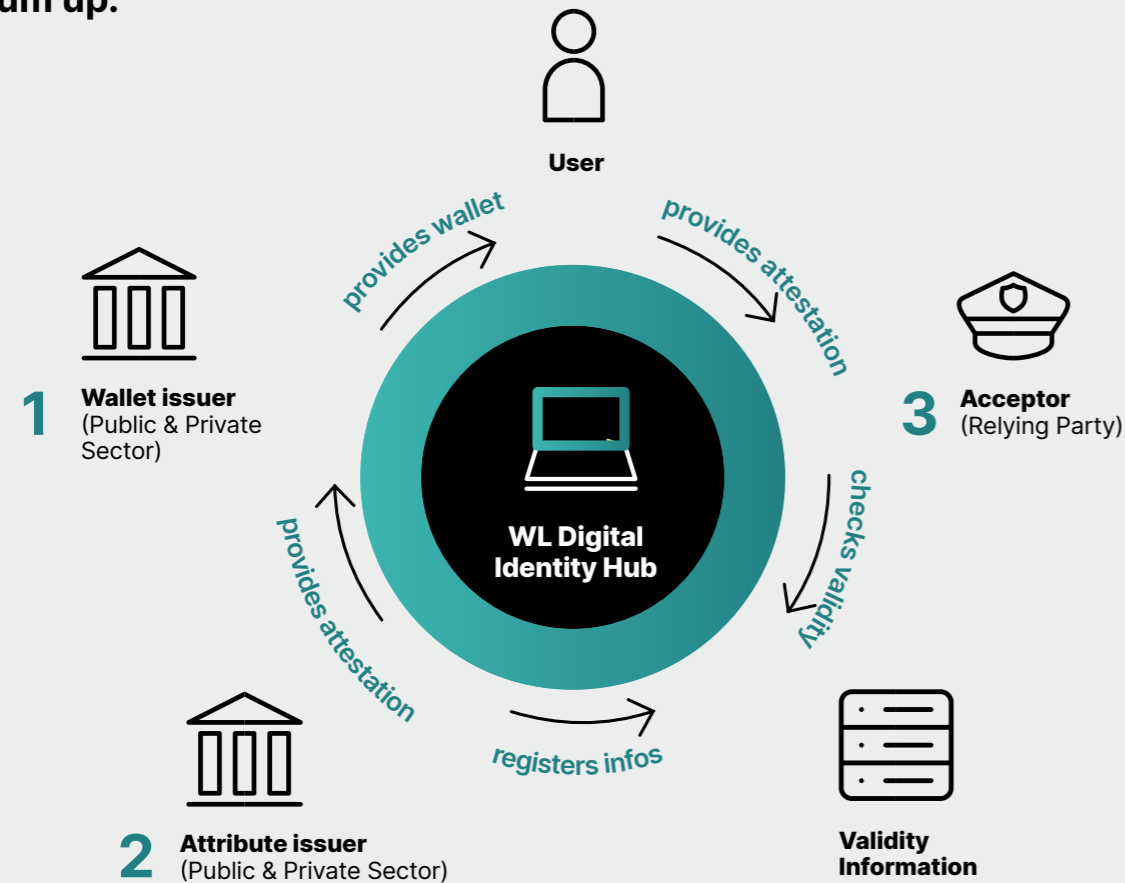 um up:
User
provides wallet
provides attestation
1
Wallet issuer
(Public & Private
Sector)
3
Acceptor
(Relying Party)
WL Digital
Identity Hub
checks validity
provides attestation
registers infos
2
Attribute issuer
(Public & Private Sector)
Validity
Information